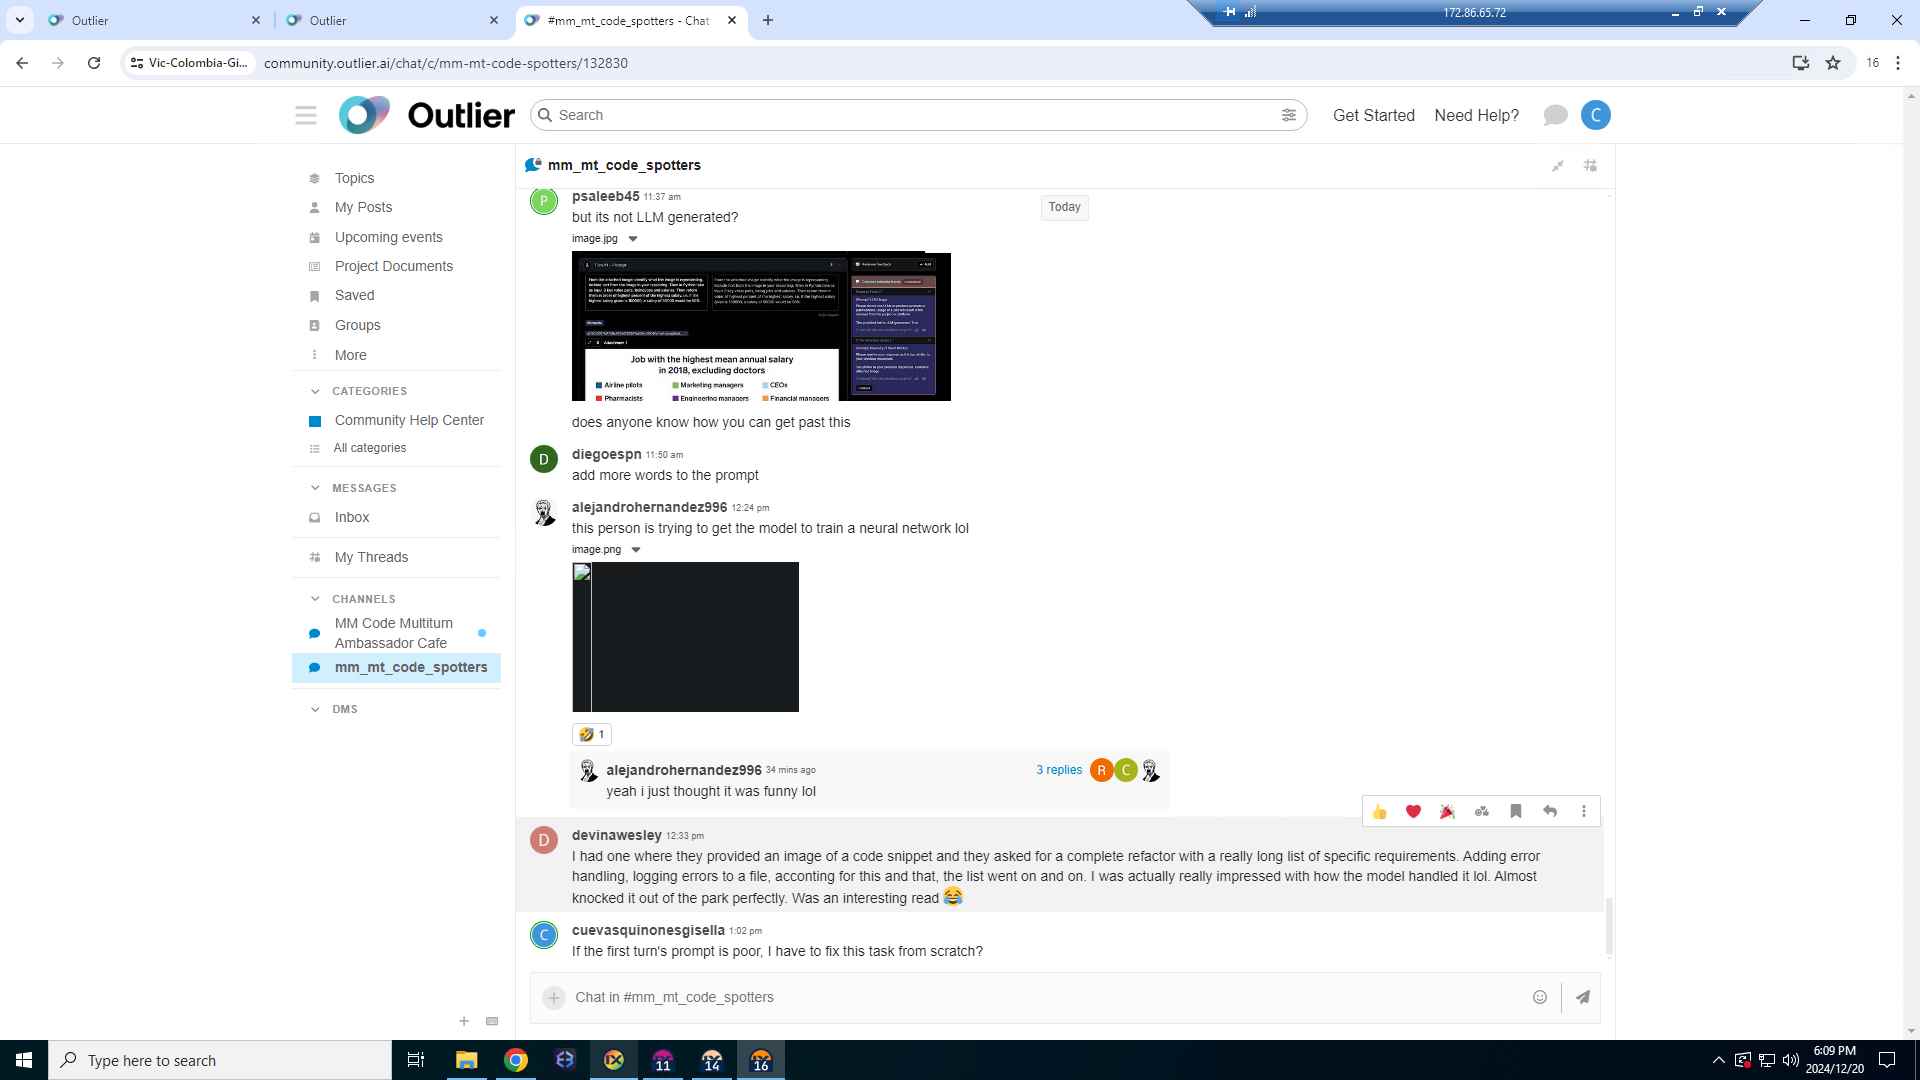 Outlier
Outlier
#mm_mt_code_spotters - Chat
172.86.65.72
Vic-Colombia-Gi...
community.outlier.ai/chat/c/mm-mt-code-spotters/132830
16
Outlier
Search
Get Started
Need Help?
C
Topics
My Posts
Upcoming events
Project Documents
Saved
Groups
More
CATEGORIES
Community Help Center
All categories
MESSAGES
Inbox
My Threads
CHANNELS
MM Code Multiturn
Ambassador Cafe
mm_mt_code_spotters
DMS
mm_mt_code_spotters
Today
P
psaleeb45 11:37 am
but its not LLM generated?
image.jpg
Job with the highest mean annual salary
in 2018, excluding doctors
Airline pilots
Marketing managers
CEOs
Pharmacists
Engineering managers
Financial managers
does anyone know how you can get past this
D
diegoespn 11:50 am
add more words to the prompt
alejandrohernandez996 12:24 pm
this person is trying to get the model to train a neural network lol
image.png
1
alejandrohernandez996 34 mins ago
3 replies
R
C
yeah i just thought it was funny lol
D
devinawesley 12:33 pm
I had one where they provided an image of a code snippet and they asked for a complete refactor with a really long list of specific requirements. Adding error
handling, logging errors to a file, acconting for this and that, the list went on and on. I was actually really impressed with how the model handled it lol. Almost
knocked it out of the park perfectly. Was an interesting read
C
cuevasquinonesgisella 1:02 pm
If the first turn's prompt is poor, I have to fix this task from scratch?
Chat in #mm_mt_code_spotters
Type here to search
11
14
16
6:09 PM
2024/12/20